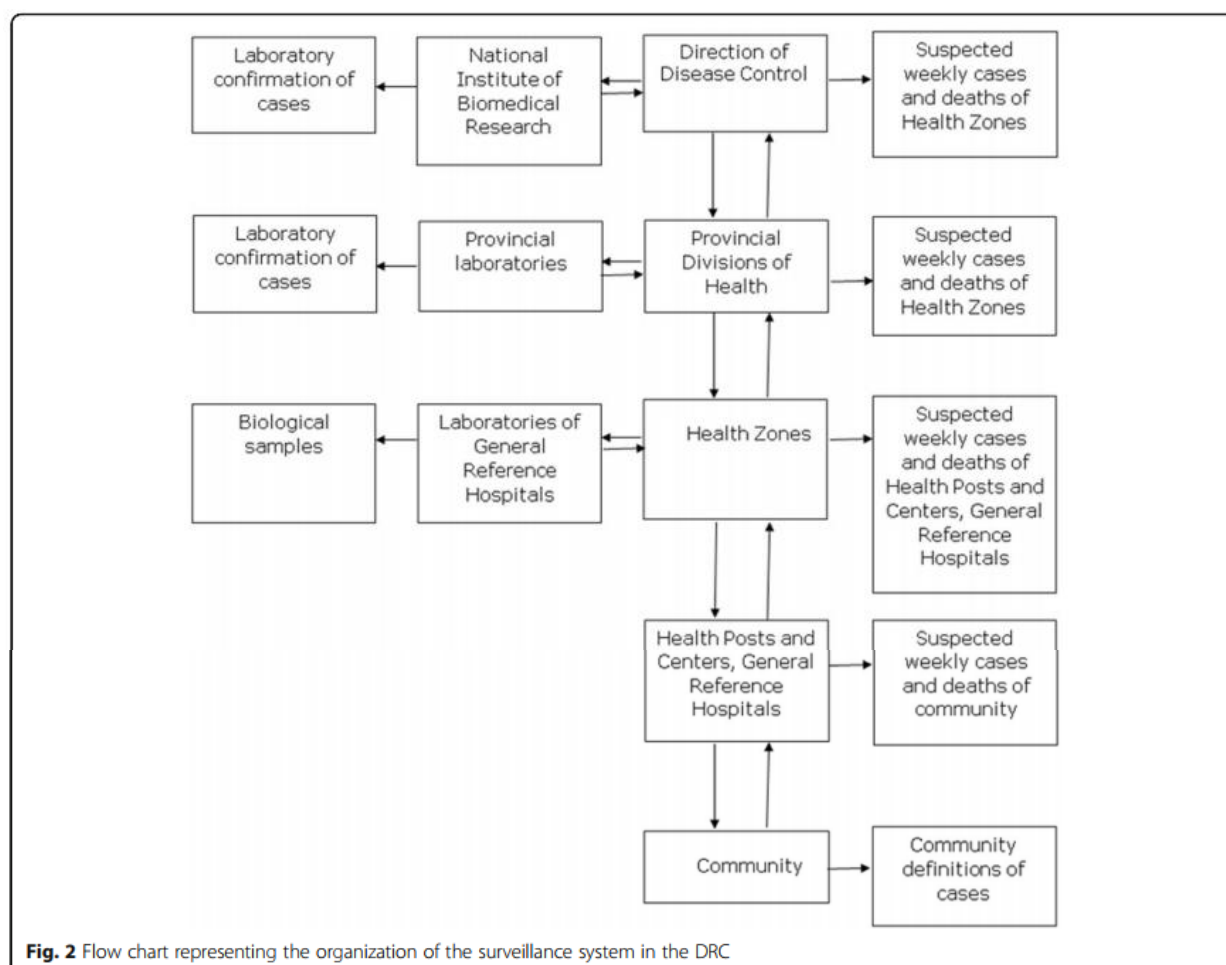 Laboratory
confirmation of
cases
National
Institute of
Biomedical
Research
Direction of
Disease Control
Suspected
weekly cases
and deaths of
Health Zones
Laboratory
confirmation of
cases
Provincial
laboratories
Provincial
Divisions of
Health
Suspected
weekly cases
and deaths of
Health Zones
Biological
samples
Laboratories of
General
Reference
Hospitals
Health Zones
Suspected
weekly cases
and deaths of
Health Posts and
Centers, General
Reference
Hospitals
Health Posts and
Centers, General
Reference
Hospitals
Suspected
weekly cases
and deaths of
community
Community
Community
definitions of
cases
Fig. 2 Flow chart representing the organization of the surveillance system in the DRC